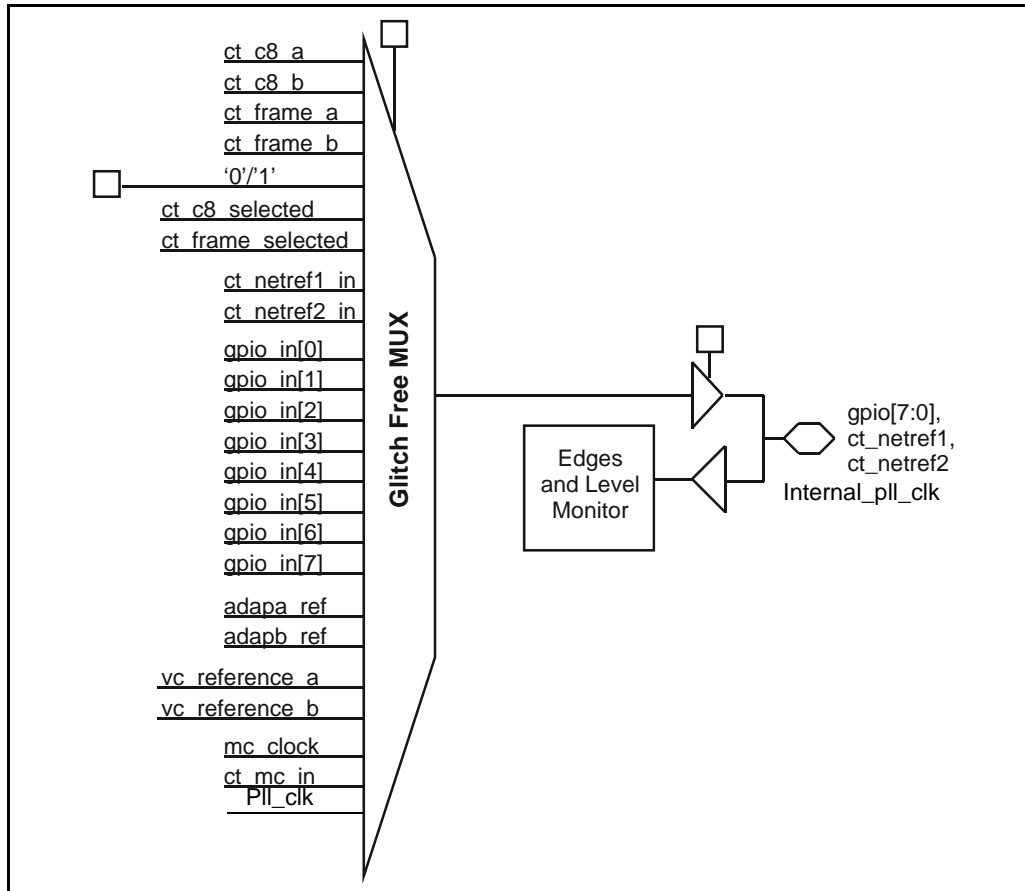 ct_c8_a
ct_c8_b
ct_frame_a
ct_frame_b
‘0’/’1’
ct_c8_selected
ct_frame_selected
ct_netref1_in
ct_netref2_in
gpio_in[0]
gpio_in[1]
gpio_in[2]
gpio_in[3]
gpio_in[4]
gpio_in[5]
gpio_in[6]
gpio_in[7]
adapa_ref
adapb_ref
vc_reference_a
vc_reference_b
mc_clock
ct_mc_in
Pll_clk
Glitch Free MUX
Edges
and Level
Monitor
gpio[7:0],
ct_netref1,
ct_netref2
Internal_pll_clk